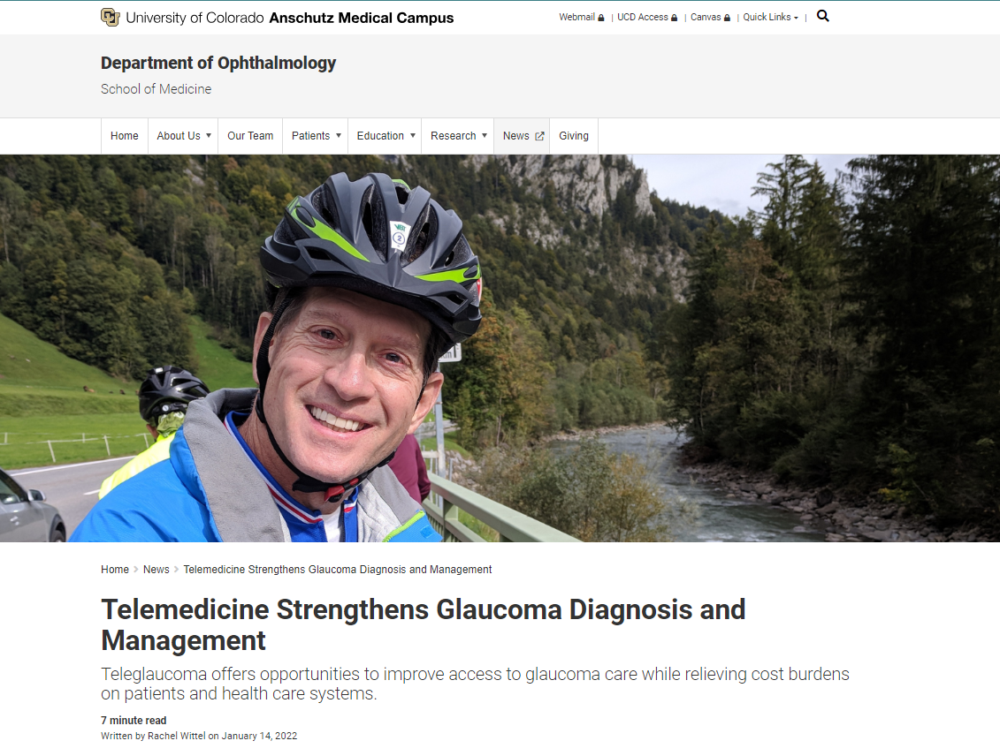 University of Colorado Anschutz Medical Campus
Webmail | UCD Access | Canvas | Quick Links |
Department of Ophthalmology
School of Medicine
Home About Us Our Team Patients Education Research News Giving
2
Home News Telemedicine Strengthens Glaucoma Diagnosis and Management
Telemedicine Strengthens Glaucoma Diagnosis and
Management
Teleglaucoma offers opportunities to improve access to glaucoma care while relieving cost burdens
on patients and health care systems.
7 minute read
Written by Rachel Wittel on January 14, 2022